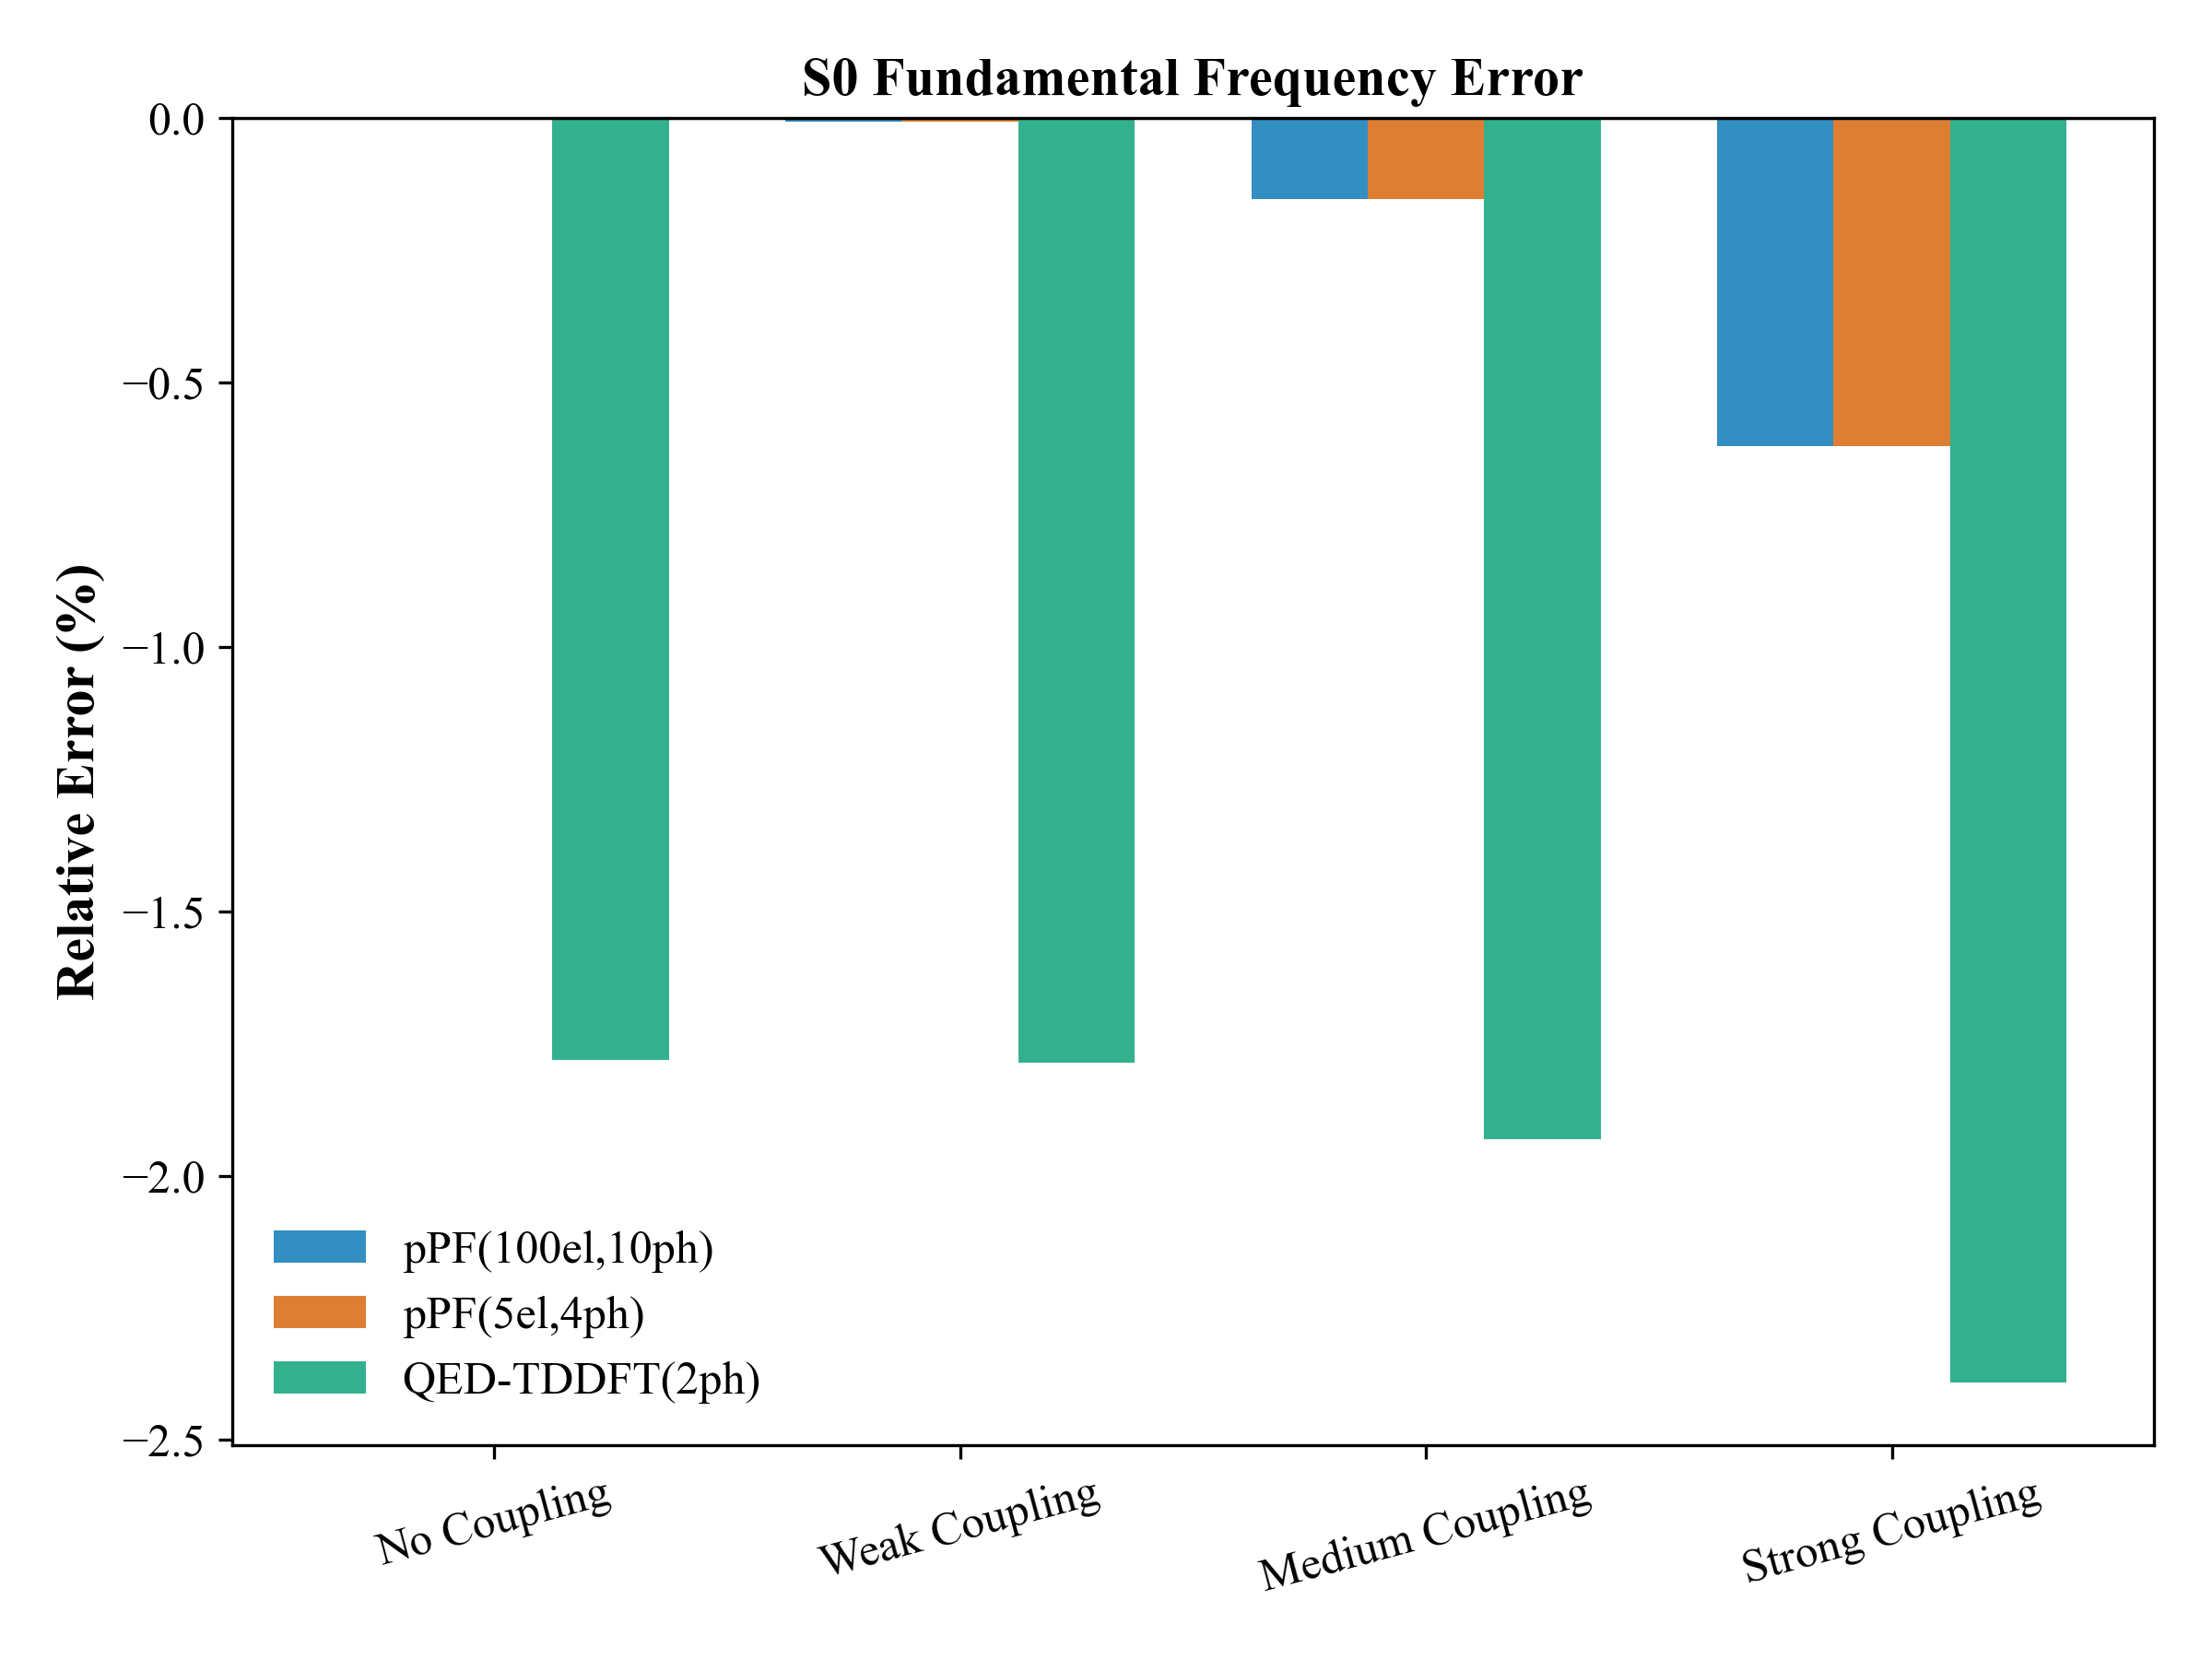 S0 Fundamental Frequency Error
Relative Error (%)
0.0
−0.5
−1.0
−1.5
−2.0
−2.5
pPF(100el,10ph)
pPF(5el,4ph)
QED-TDDFT(2ph)
No Coupling
Weak Coupling
Medium Coupling
Strong Coupling